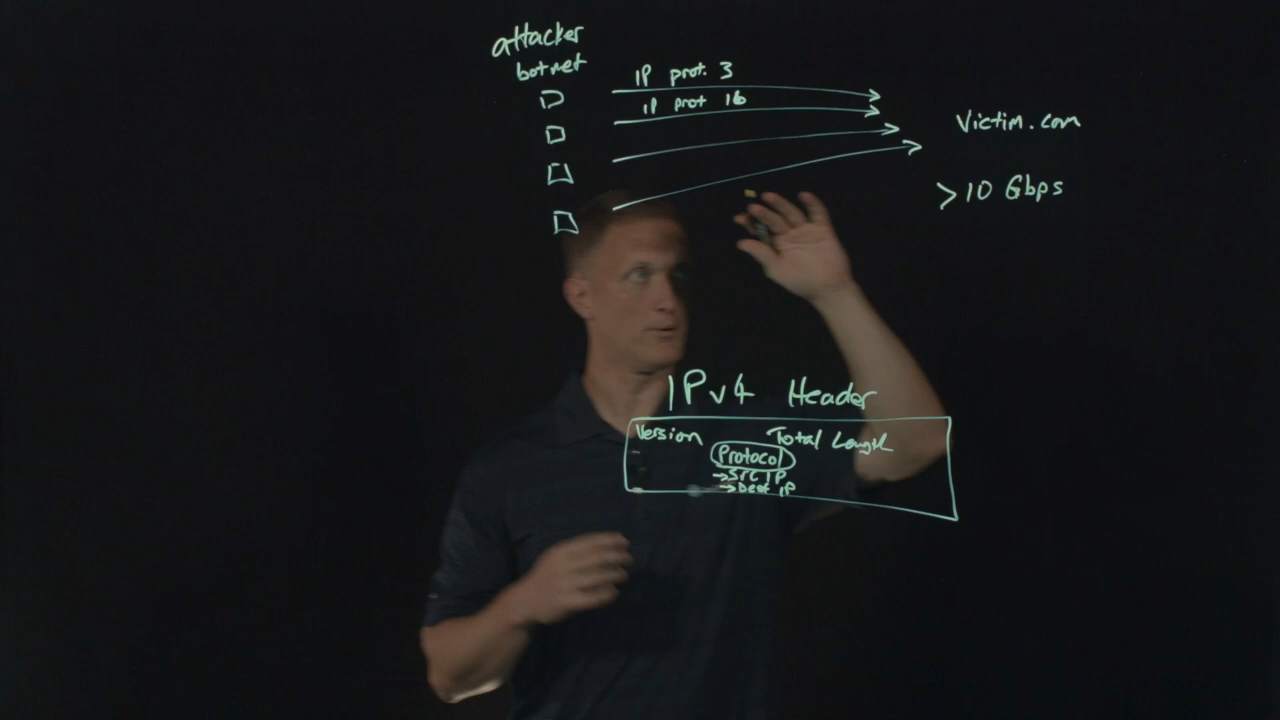 attacker
botnet
IP prot. 3
IP prot 16
Victim.com
>10 Gbps
IPv4 Header
Version Total Length
Protocol
→Src IP
→Dest IP